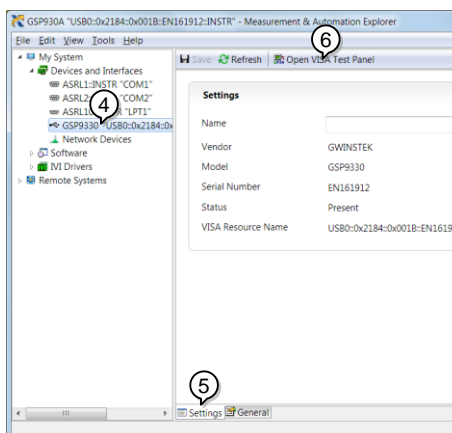 GSP930A "USB0::0x2184::0x001B::EN161912::INSTR" - Measurement & Automation Explorer
File Edit View Tools Help
6
My System
Devices and Interfaces
ASRL1::INSTR "COM1"
ASRL2 "COM2"
ASRL10 "LPT1"
4
GSP9330 "USB0::0x2184::0x
Network Devices
Software
IVI Drivers
Remote Systems
Save Refresh Open VISA Test Panel
Settings
Name
Vendor GWINSTEK
Model GSP9330
Serial Number EN161912
Status Present
VISA Resource Name USB0::0x2184::0x001B::EN1619
5
Settings General